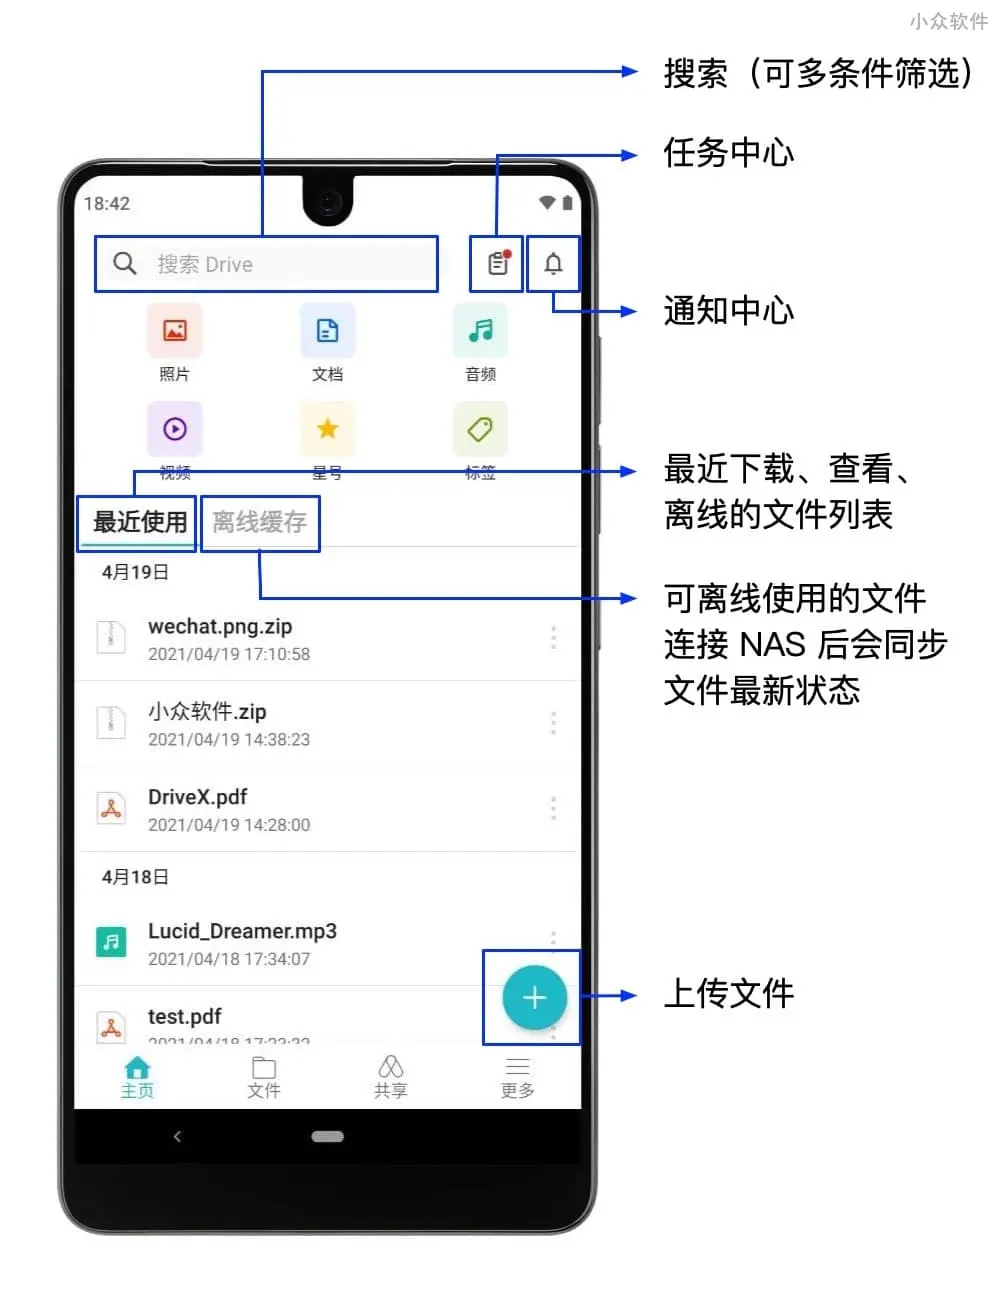 小众软件
搜索（可多条件筛选）
任务中心
18:42
搜索 Drive
通知中心
照片
文档
音频
视频
星号
标签
最近下载、查看、
离线的文件列表
最近使用
离线缓存
4月19日
可离线使用的文件
连接 NAS 后会同步
文件最新状态
wechat.png.zip
2021/04/19 17:10:58
小众软件.zip
2021/04/19 14:38:23
DriveX.pdf
2021/04/19 14:28:00
4月18日
Lucid_Dreamer.mp3
2021/04/18 17:34:07
上传文件
test.pdf
2021/04/18 17:23:32
主页
文件
共享
更多